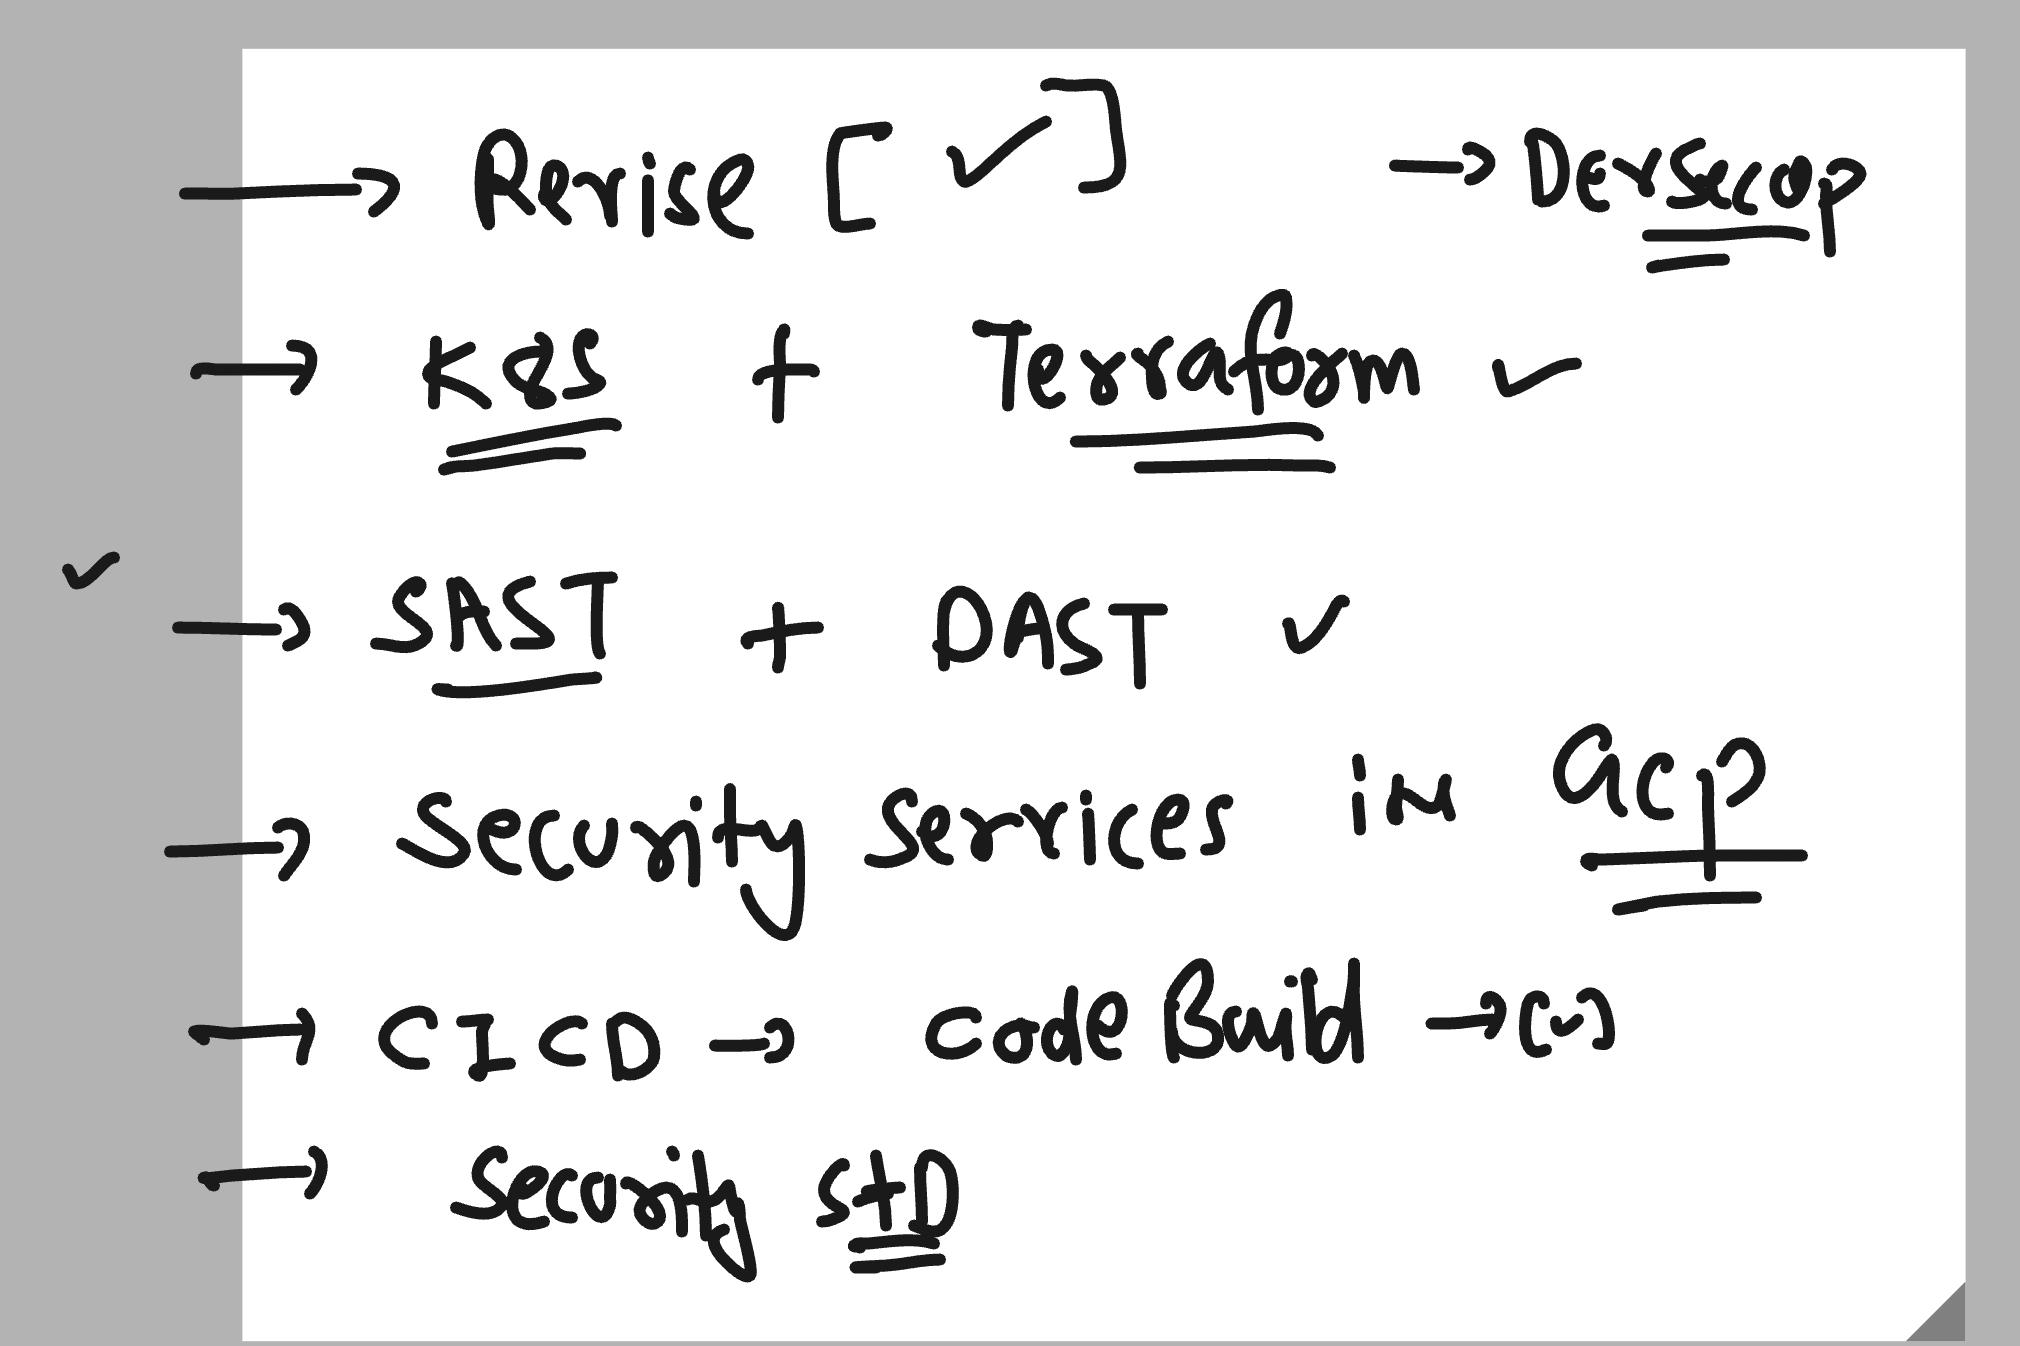 → Revise [ ✓ ] → Devsecop
→ K8S + Terraform ✓
✓ → SAST + DAST ✓
→ Security Services in GCP
→ CICD → Code Build → [✓]
→ Security StD